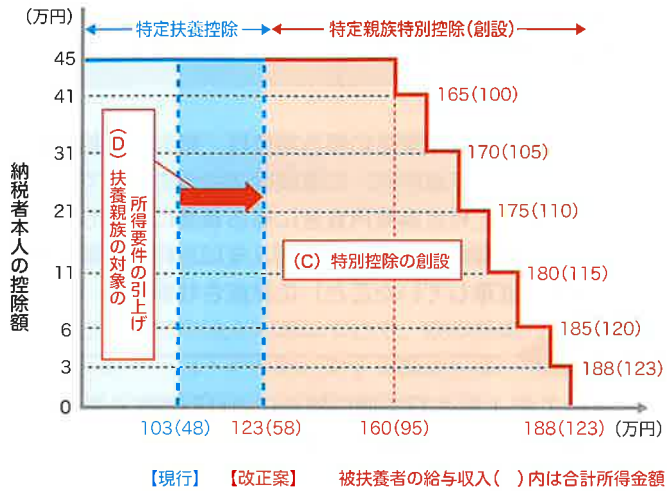 (万円)
特定扶養控除
特定親族特別控除(創設)
45
41
31
21
11
6
3
0
納税者本人の控除額
(D) 扶養親族の対象の
所得要件の引上げ
(C) 特別控除の創設
165(100)
170(105)
175(110)
180(115)
185(120)
188(123)
103(48)
123(58)
160(95)
188(123)
(万円)
【現行】
【改正案】
被扶養者の給与収入( )内は合計所得金額